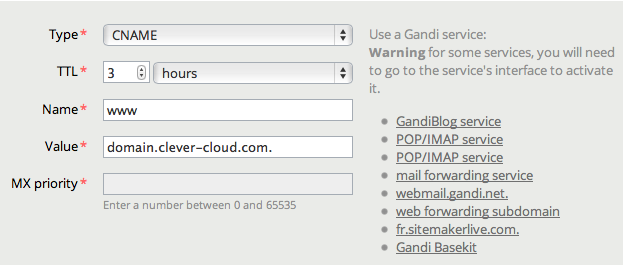 Type*
CNAME
TTL*
3
hours
Name*
www
Value*
domain.clever-cloud.com.
MX priority*
Enter a number between 0 and 65535
Use a Gandi service:
Warning for some services, you will need
to go to the service's interface to activate
it.
GandiBlog service
POP/IMAP service
POP/IMAP service
mail forwarding service
webmail.gandi.net.
web forwarding subdomain
fr.sitemakerlive.com.
Gandi Basekit